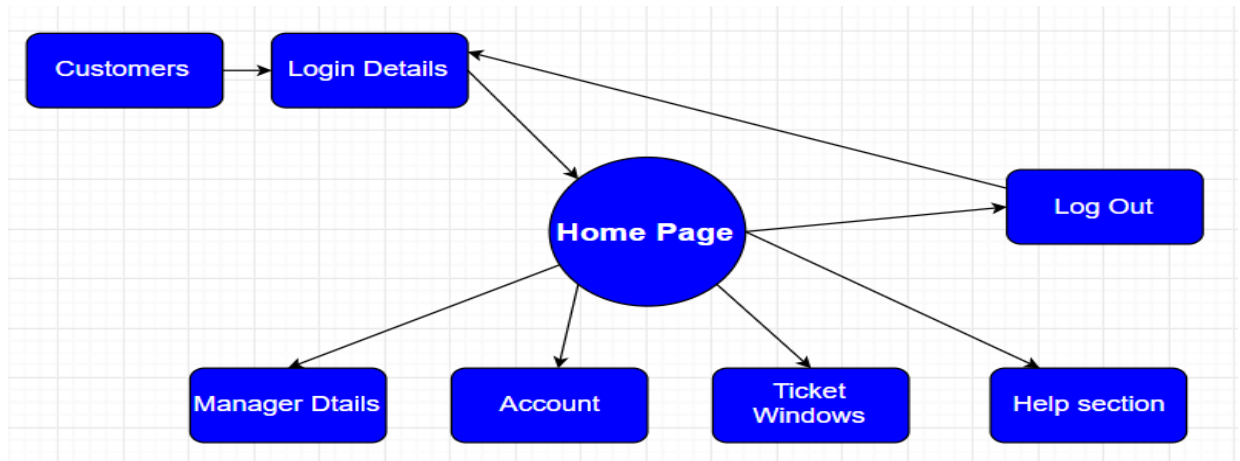 Customers
Login Details
Home Page
Log Out
Manager Dtails
Account
Ticket
Windows
Help section